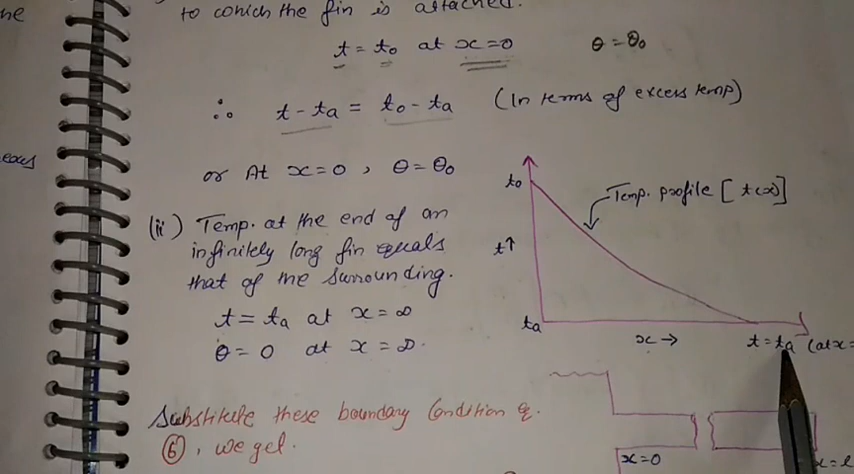 to which the fin is attached.
t = t₀ at x = 0 θ = θ₀
∴ t - ta = t₀ - ta (In terms of excess temp)
or At x = 0 , θ = θ₀
(ii) Temp. at the end of an
infinitely long fin equals
that of the surrounding.
t = ta at x = ∞
θ = 0 at x = ∞.
t₀
Temp. profile [t(x)]
t↑
ta
x →
t = ta (at x =
Substitute these boundary Condition eq.
⑥, we get.
x = 0
x = l